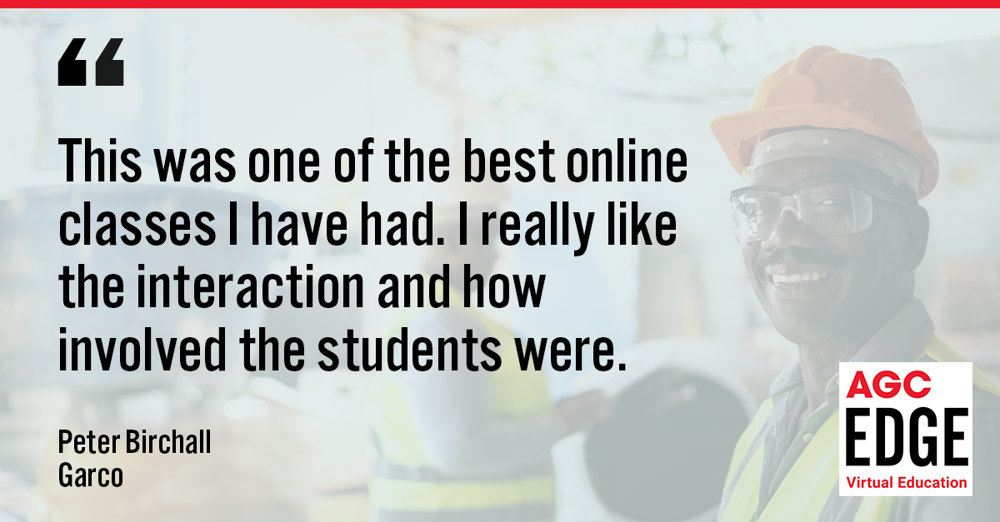 “
This was one of the best online
classes I have had. I really like
the interaction and how
involved the students were.
Peter Birchall
Garco
AGC
EDGE
Virtual Education